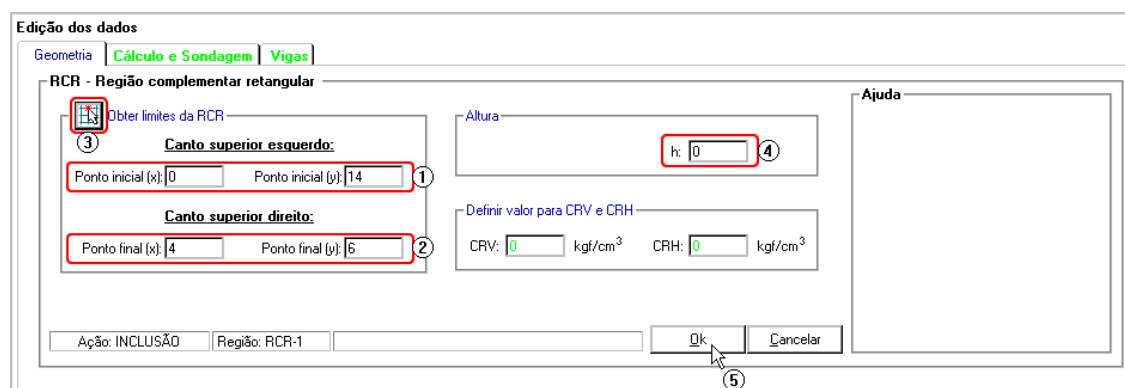 Edição dos dados
Geometria Cálculo e Sondagem Vigas
RCR - Região complementar retangular
Ajuda
Obter limites da RCR
3
Canto superior esquerdo:
Ponto inicial (x): 0 Ponto inicial (y): 14 1
Canto superior direito:
Ponto final (x): 4 Ponto final (y): 6 2
Altura
h: 0 4
Definir valor para CRV e CRH
CRV: 0 kgf/cm³ CRH: 0 kgf/cm³
Ação: INCLUSÃO Região: RCR-1 Ok Cancelar
5